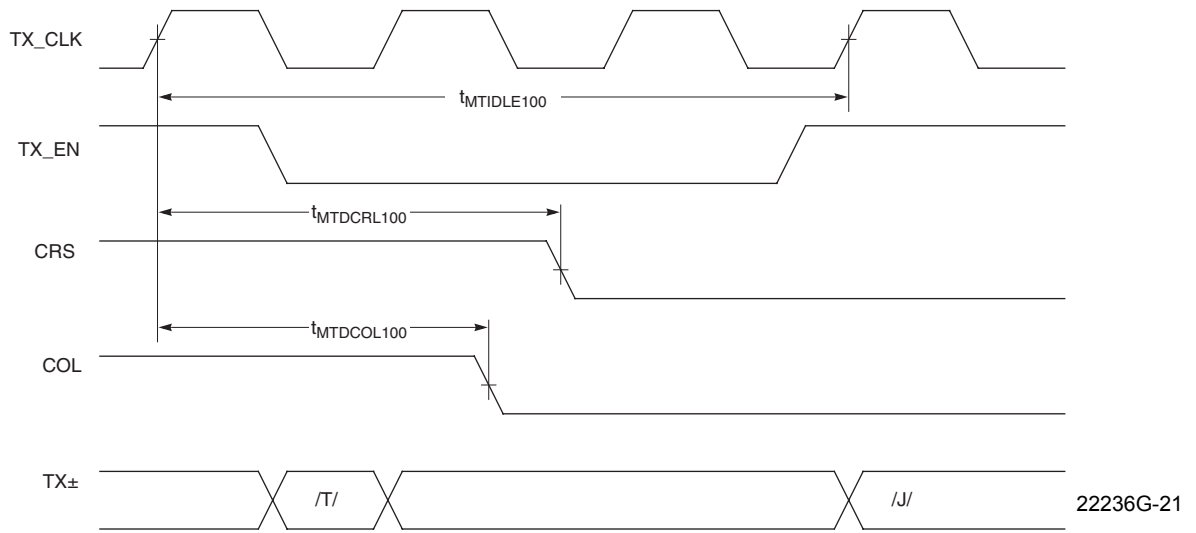 TX_CLK
tMTIDLE100
TX_EN
tMTDCRL100
CRS
tMTDCOL100
COL
TX±
/T/
/J/
22236G-21